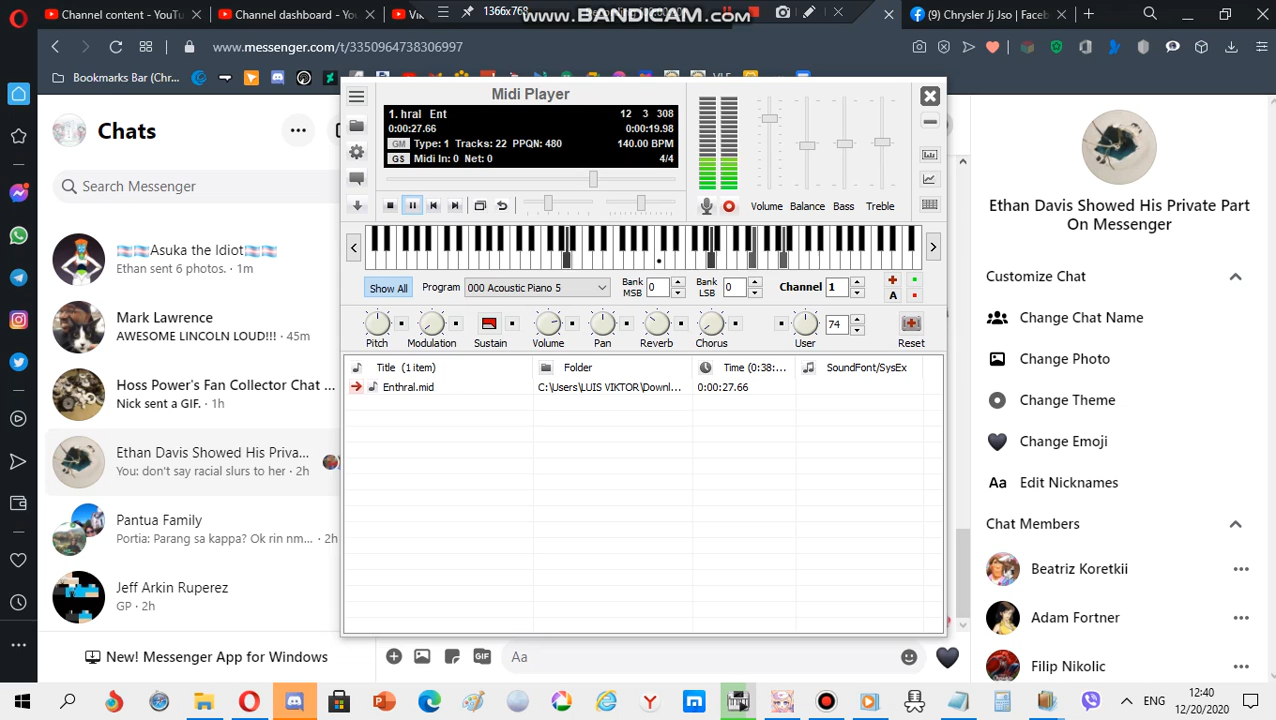 Channel content - YouT
Channel dashboard - You
Vi
1366x768
www.BANDICAM.com
(9) Chrysler Jj Jso | Facebo
www.messenger.com/t/3350964738306997
Bookmarks Bar (Chr...
Chats
Search Messenger
Asuka the Idiot
Ethan sent 6 photos. · 1m
Mark Lawrence
AWESOME LINCOLN LOUD!!! · 45m
Hoss Power's Fan Collector Chat ...
Nick sent a GIF. · 1h
Ethan Davis Showed His Priva...
You: don't say racial slurs to her · 2h
Pantua Family
Portia: Parang sa kappa? Ok rin nm... · 2h
Jeff Arkin Ruperez
GP · 2h
New! Messenger App for Windows
Midi Player
1. hral Ent 12 3 308
0:00:27.66 0:00:19.98
GM Type: 1 Tracks: 22 PPQN: 480 140.00 BPM
GS Midi In: 0 Net: 0 4/4
Volume Balance Bass Treble
Show All Program 000 Acoustic Piano 5 Bank MSB 0 Bank LSB 0 Channel 1 A
74
Pitch Modulation Sustain Volume Pan Reverb Chorus User Reset
Title (1 item) Folder Time (0:38:... SoundFont/SysEx
Enthral.mid C:\Users\LUIS VIKTOR\Downl... 0:00:27.66
GIF Aa
Ethan Davis Showed His Private Part
On Messenger
Customize Chat
Change Chat Name
Change Photo
Change Theme
Change Emoji
Aa Edit Nicknames
Chat Members
Beatriz Koretkii
Adam Fortner
Filip Nikolic
ENG
12:40
12/20/2020